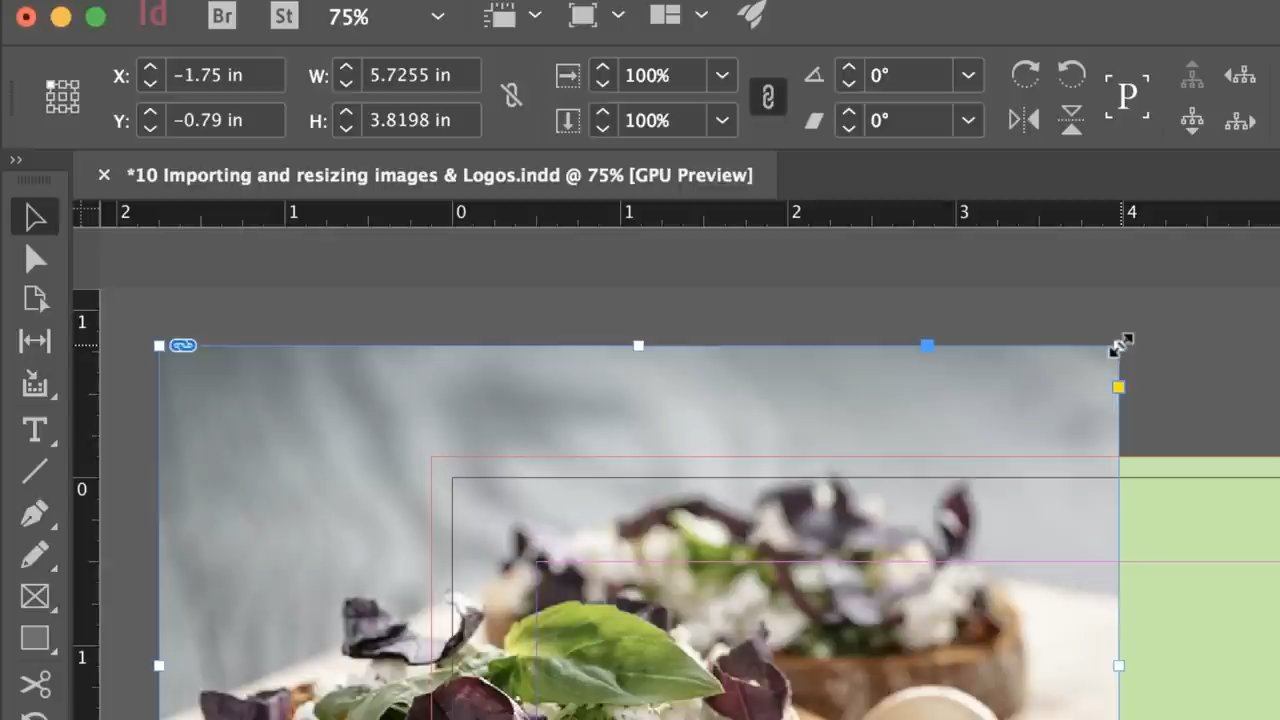 Id Br St 75%
X: -1.75 in W: 5.7255 in 100% 0°
P
Y: -0.79 in H: 3.8198 in 100% 0°
× *10 Importing and resizing images & Logos.indd @ 75% [GPU Preview]
2 1 0 1 2 3 4
1
0
1
T